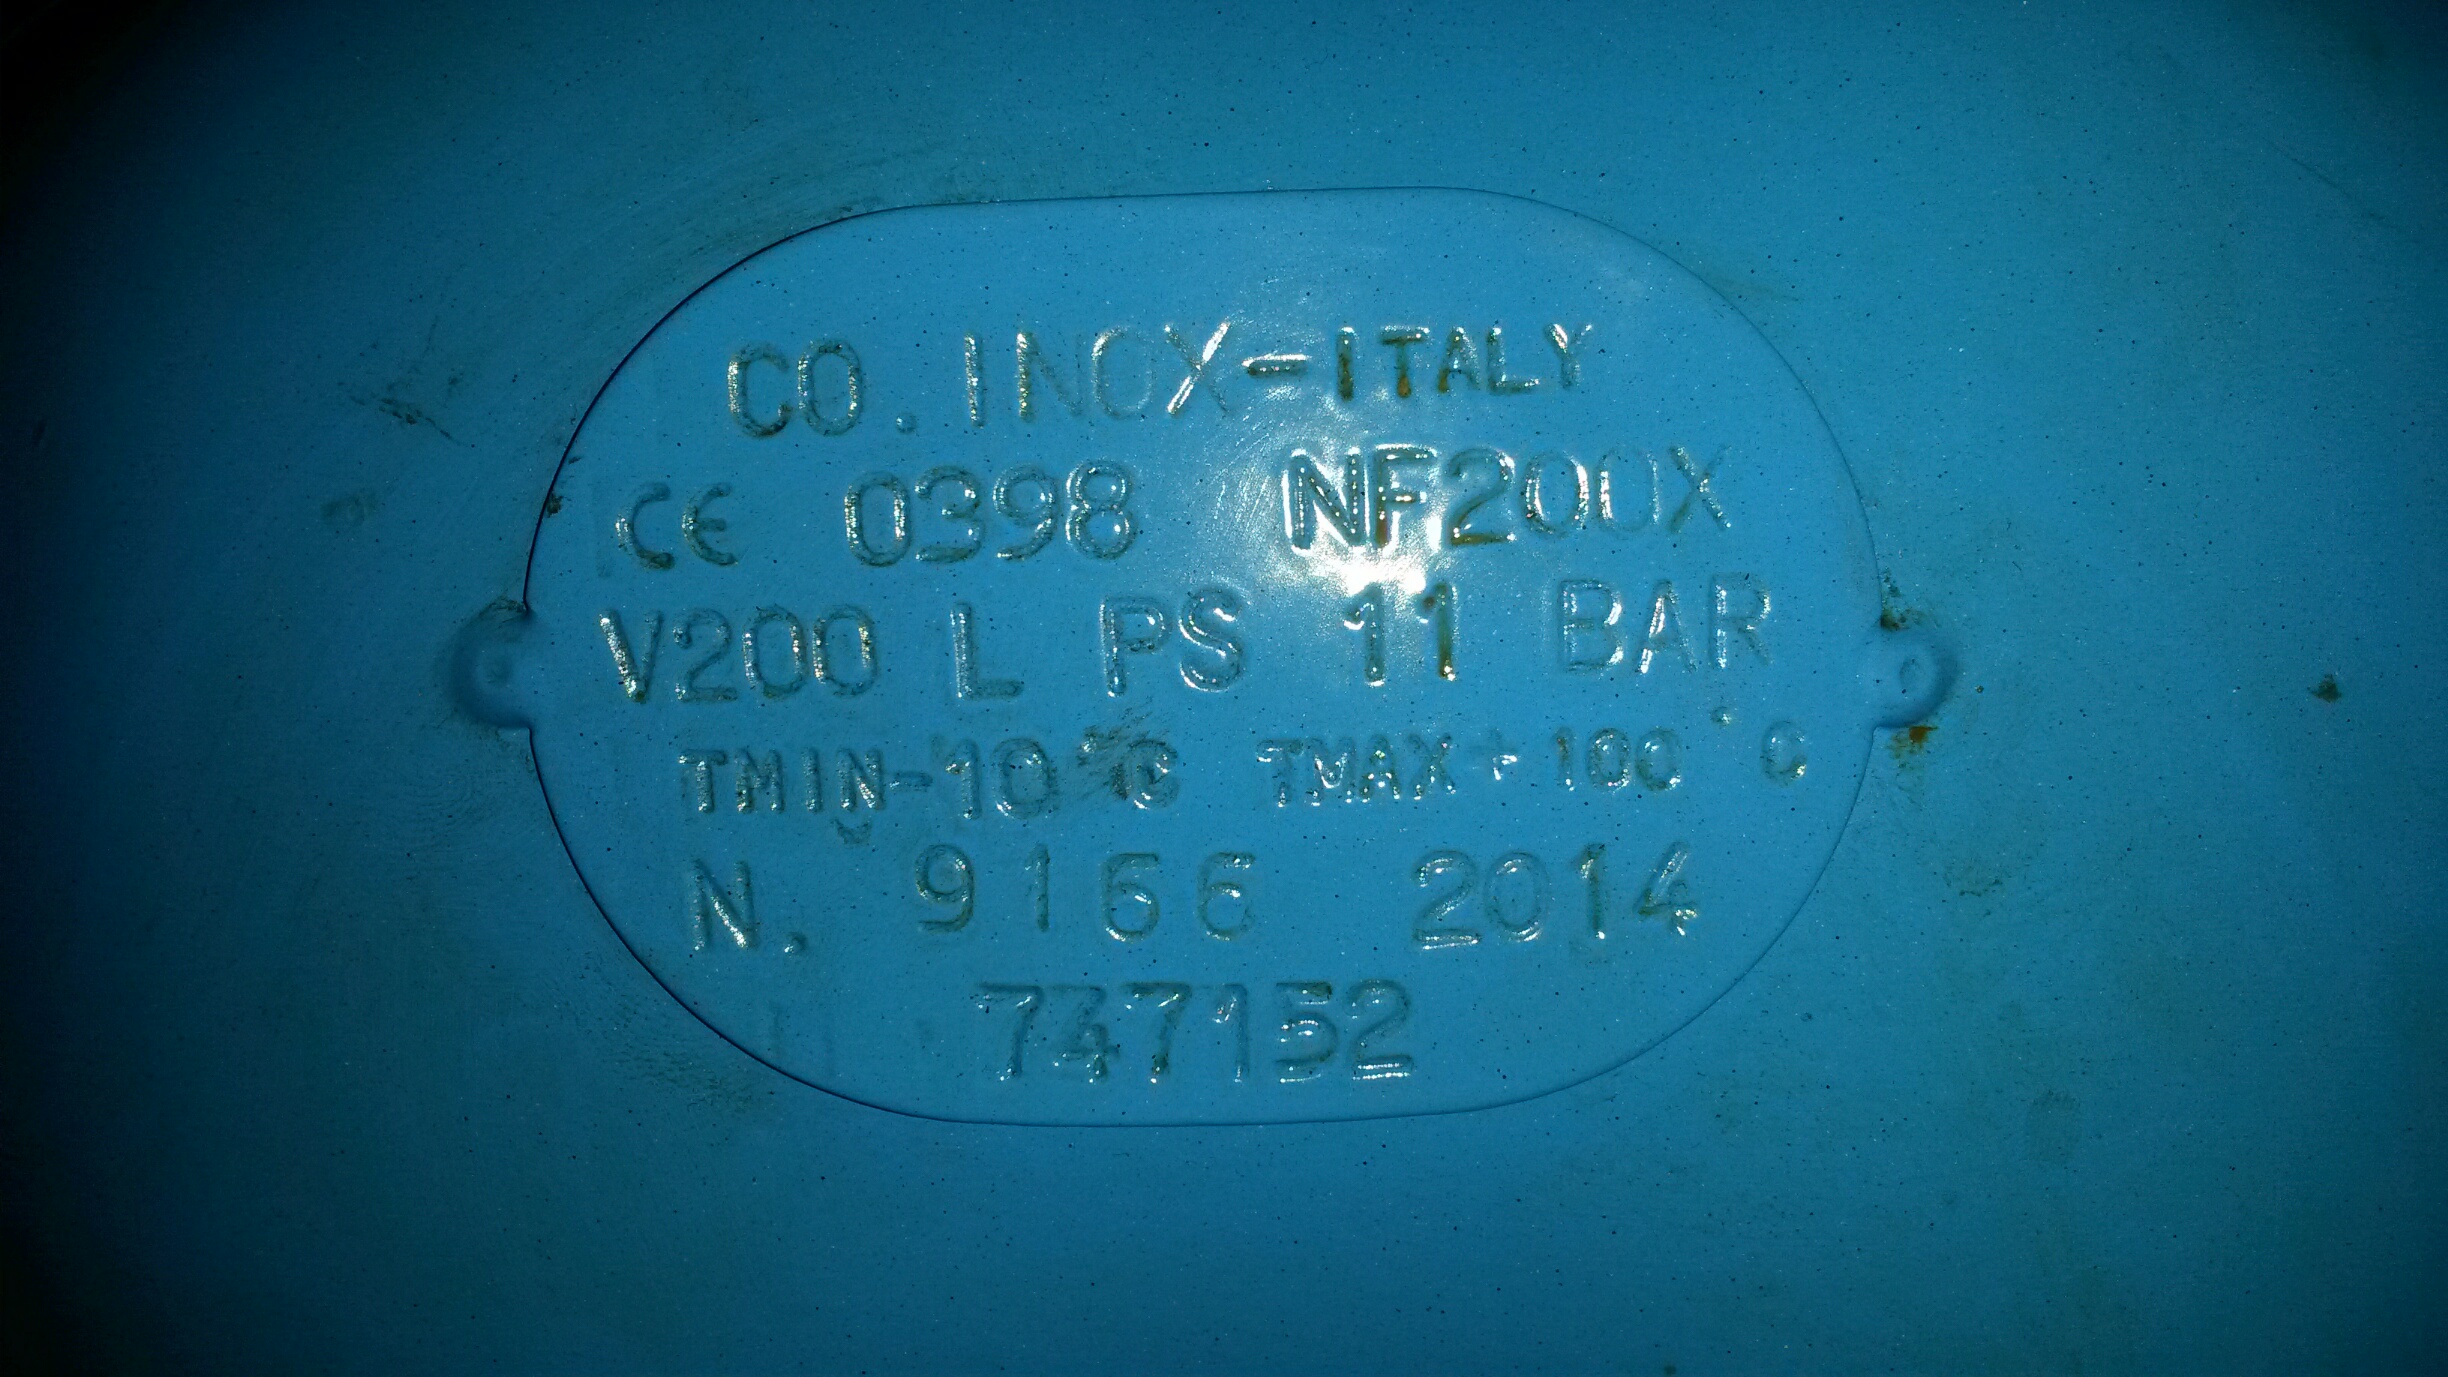 CO.INOX-ITALY
CE 0398 NF200X
V200 L PS 11 BAR
TMIN-10°C TMAX+100°C
N. 9166 2014
747152